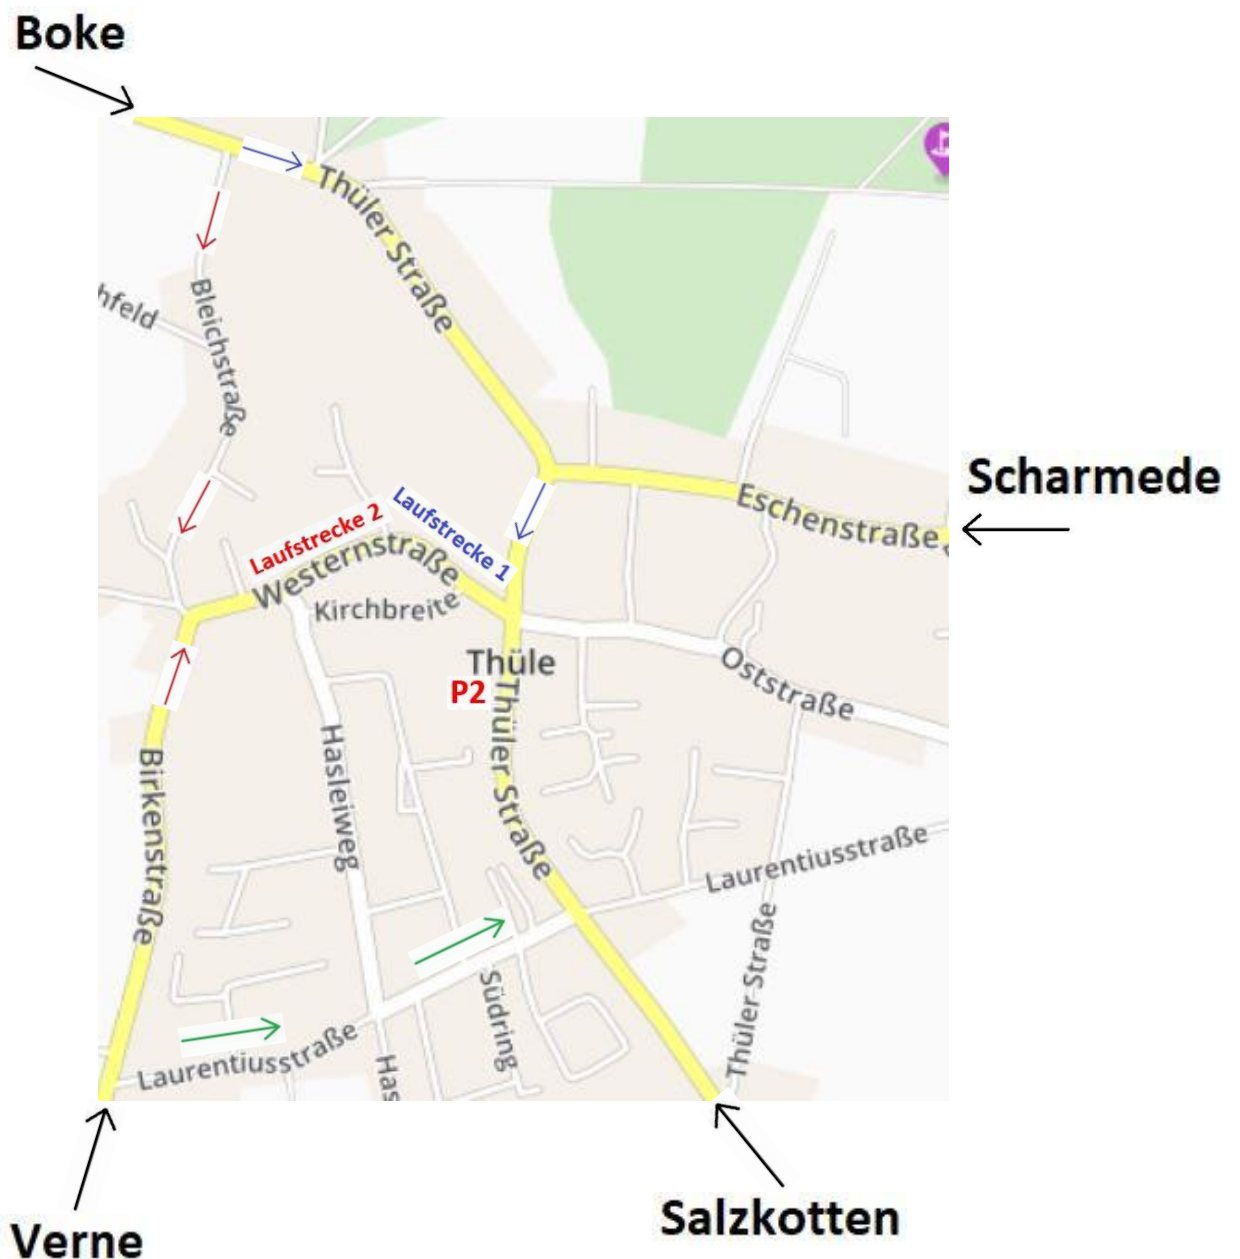 Boke
Thüler Straße
hfeld
Bleichstraße
Scharmede
Eschenstraße
Laufstrecke 2
Laufstrecke 1
Westernstraße
Kirchbreite
Thüle
P2
Thüler Straße
Oststraße
Birkenstraße
Hasleiweg
Laurentiusstraße
Thüler Straße
Südring
Laurentiusstraße
Has
Salzkotten
Verne